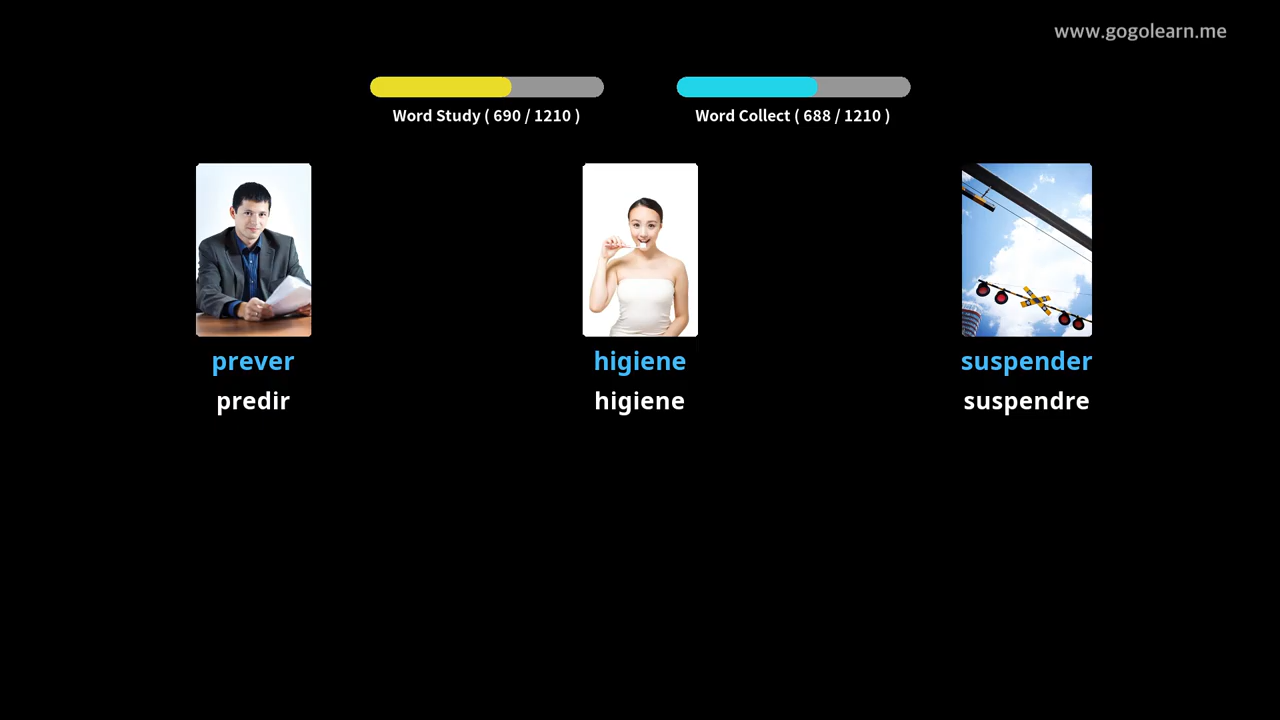 www.gogolearn.me
Word Study ( 690 / 1210 )
Word Collect ( 688 / 1210 )
prever
higiene
suspender
predir
higiene
suspendre